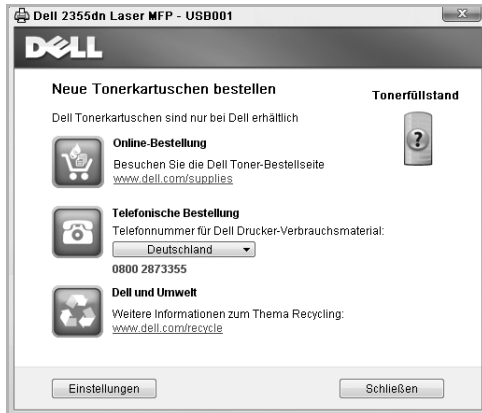 Dell 2355dn Laser MFP - USB001
x
DELL
Neue Tonerkartuschen bestellen
Tonerfüllstand
Dell Tonerkartuschen sind nur bei Dell erhältlich
?
Online-Bestellung
Besuchen Sie die Dell Toner-Bestellseite
www.dell.com/supplies
Telefonische Bestellung
Telefonnummer für Dell Drucker-Verbrauchsmaterial:
Deutschland
0800 2873355
Dell und Umwelt
Weitere Informationen zum Thema Recycling:
www.dell.com/recycle
Einstellungen
Schließen